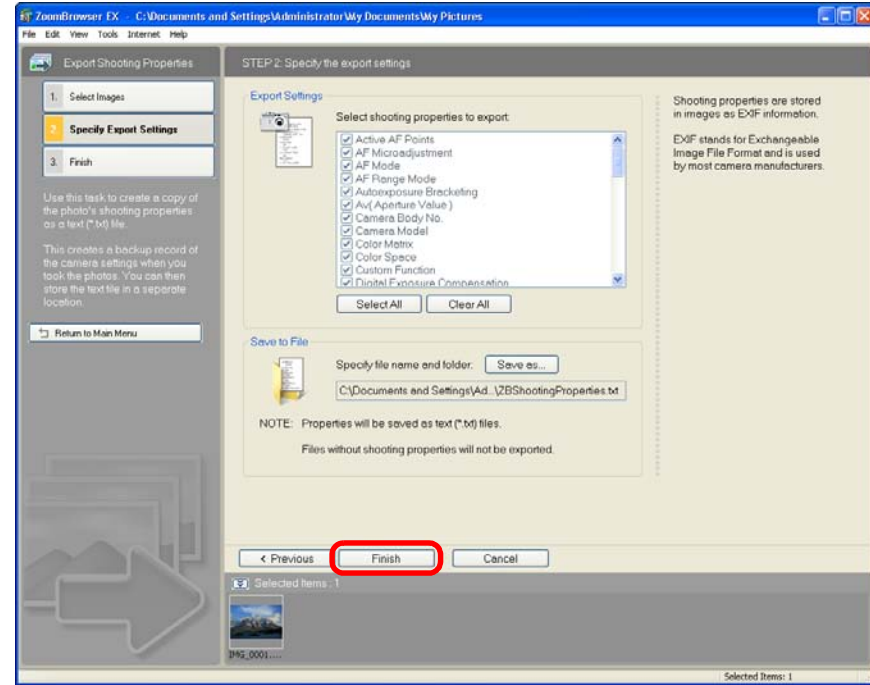 ZoomBrowser EX - C:\Documents and Settings\Administrator\My Documents\My Pictures
File Edit View Tools Internet Help
Export Shooting Properties
STEP 2: Specify the export settings
1. Select Images
2. Specify Export Settings
3. Finish
Use this task to create a copy of
the photo's shooting properties
as a text (*.txt) file.
This creates a backup record of
the camera settings when you
took the photos. You can then
store the text file in a separate
location.
Return to Main Menu
Export Settings
Select shooting properties to export:
Active AF Points
AF Microadjustment
AF Mode
AF Range Mode
Autoexposure Bracketing
Av( Aperture Value )
Camera Body No.
Camera Model
Color Matrix
Color Space
Custom Function
Digital Exposure Compensation
Select All Clear All
Save to File
Specify file name and folder: Save as...
C:\Documents and Settings\Ad...\ZBShootingProperties.txt
NOTE: Properties will be saved as text (*.txt) files.
Files without shooting properties will not be exported.
Shooting properties are stored
in images as EXIF information.
EXIF stands for Exchangeable
Image File Format and is used
by most camera manufacturers.
< Previous Finish Cancel
Selected Items : 1
IMG_0001....
Selected Items: 1